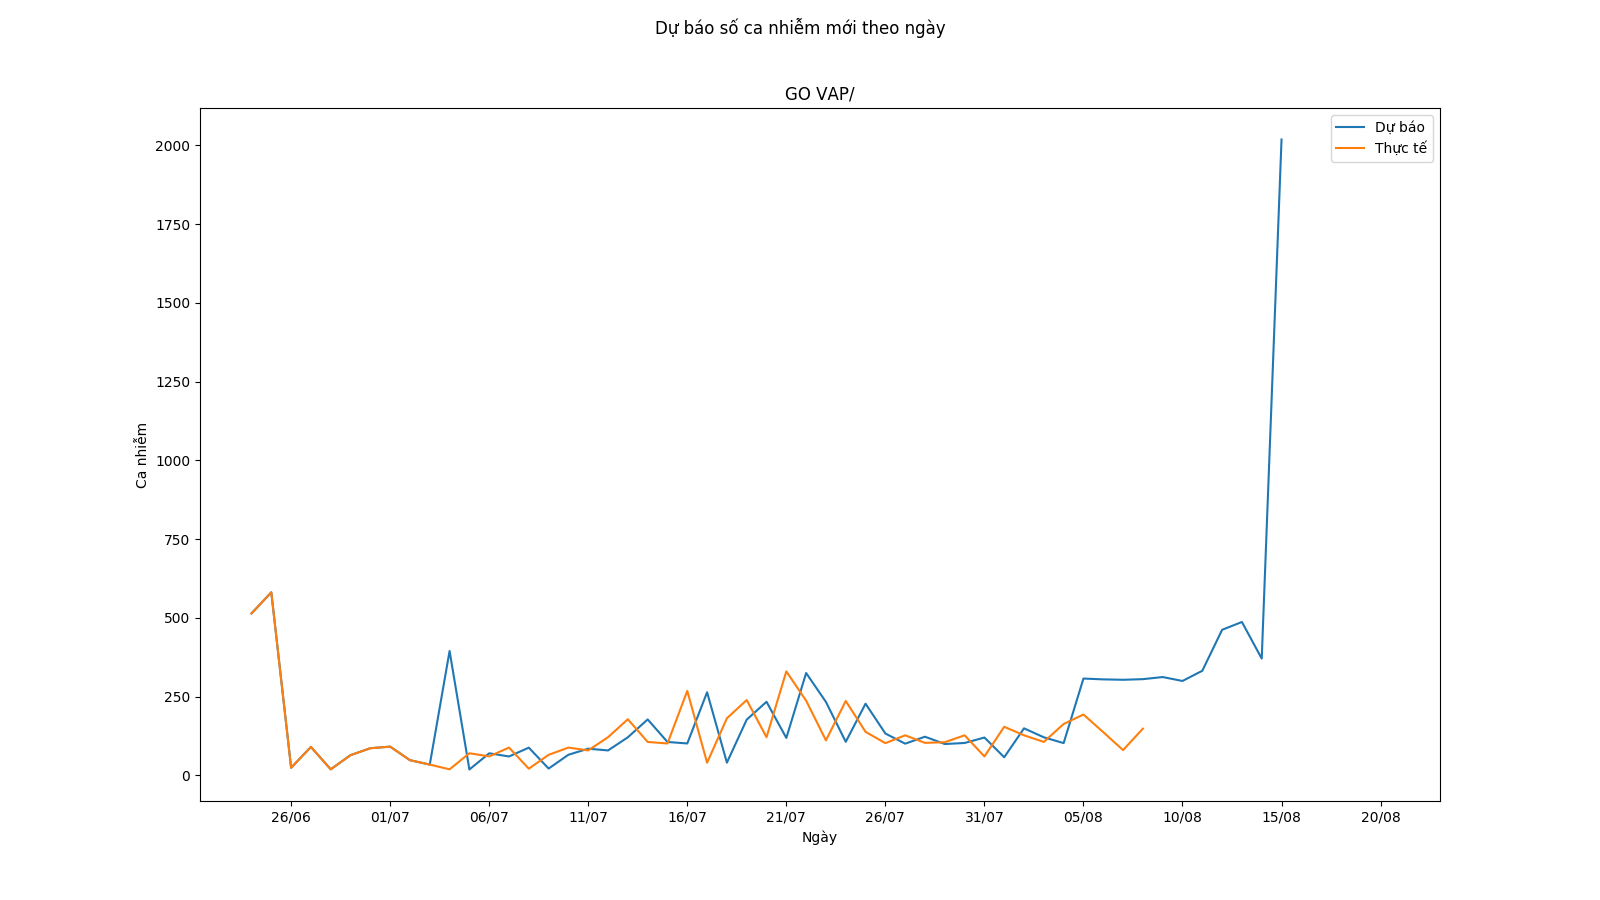 Dự báo số ca nhiễm mới theo ngày
GO VAP/
Dự báo
Thực tế
2000
1750
1500
1250
1000
750
500
250
0
Ca nhiễm
26/06 01/07 06/07 11/07 16/07 21/07 26/07 31/07 05/08 10/08 15/08 20/08
Ngày